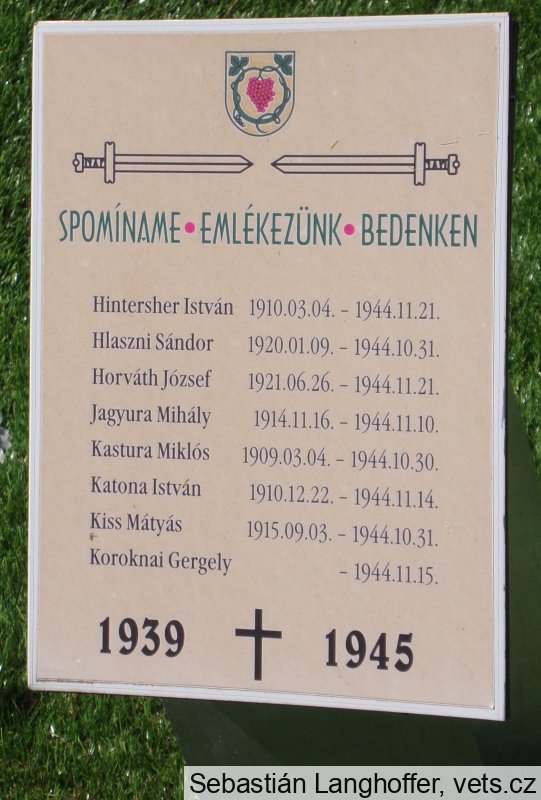 SPOMÍNAME • EMLÉKEZÜNK • BEDENKEN
Hintersher István 1910.03.04. – 1944.11.21.
Hlaszni Sándor 1920.01.09. – 1944.10.31.
Horváth József 1921.06.26. – 1944.11.21.
Jagyura Mihály 1914.11.16. – 1944.11.10.
Kastura Miklós 1909.03.04. – 1944.10.30.
Katona István 1910.12.22. – 1944.11.14.
Kiss Mátyás 1915.09.03. – 1944.10.31.
Koroknai Gergely – 1944.11.15.
1939 1945
Sebastián Langhoffer, vets.cz